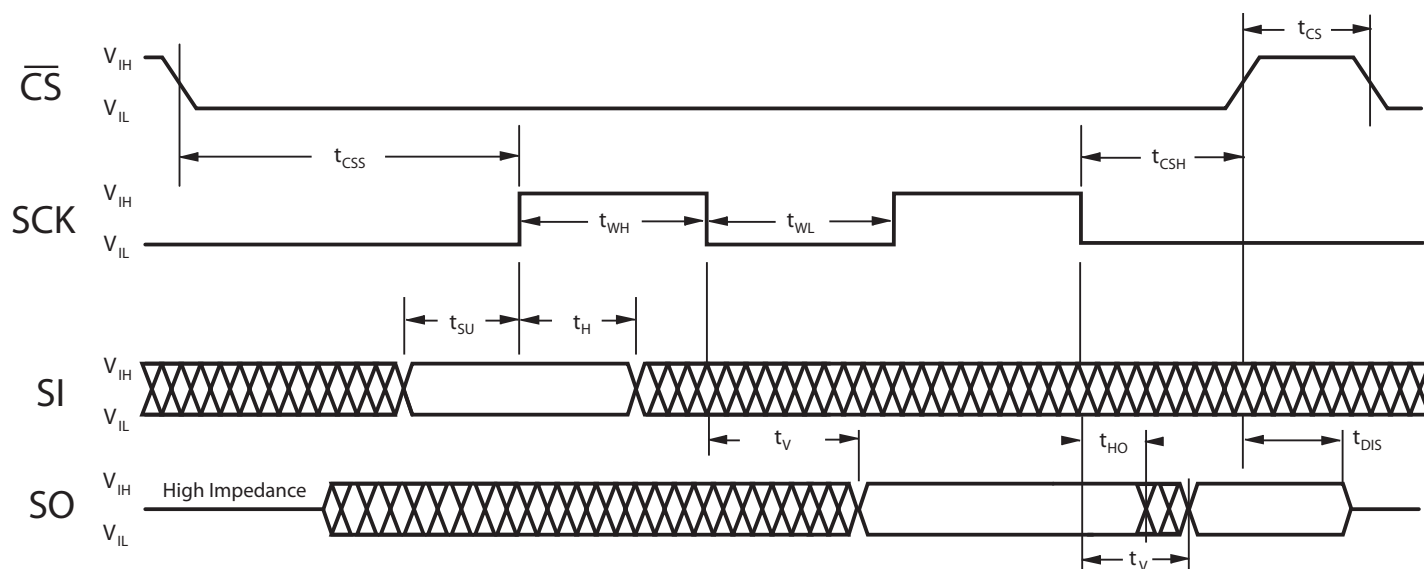 t_CS
V_IH
C̅S̅
V_IL
t_CSS
t_CSH
V_IH
SCK
t_WH
t_WL
V_IL
t_SU
t_H
V_IH
SI
V_IL
t_V
t_HO
t_DIS
V_IH
High Impedance
SO
V_IL
t_V